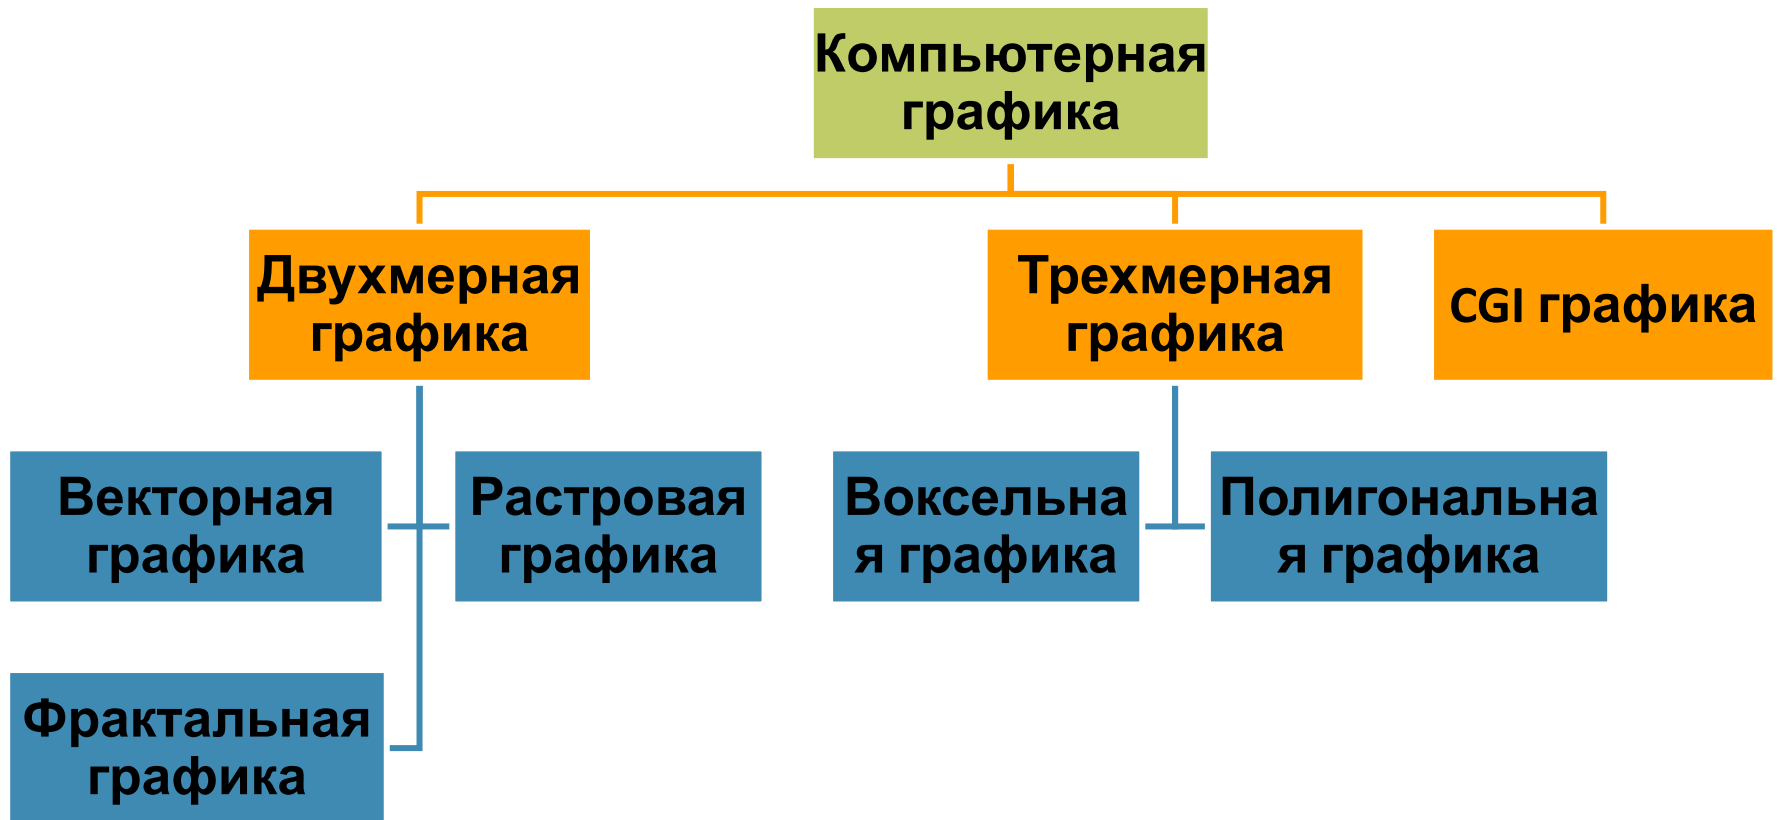 Компьютерная
графика
Двухмерная
графика
Трехмерная
графика
CGI графика
Векторная
графика
Растровая
графика
Воксельна
я графика
Полигональна
я графика
Фрактальная
графика